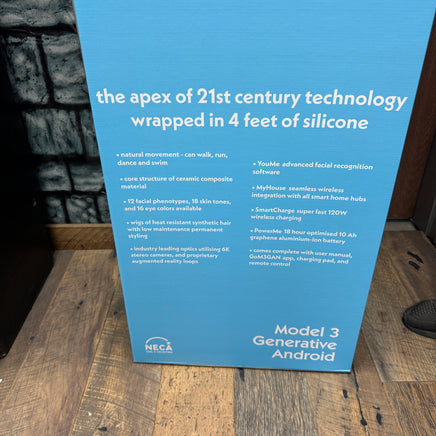 the apex of 21st century technology
wrapped in 4 feet of silicone
• natural movement - can walk, run,
dance and swim
• core structure of ceramic composite
material
• 12 facial phenotypes, 18 skin tones,
and 16 eye colors available
• wigs of heat resistant synthetic hair
with low maintenance permanent
styling
• industry leading optics utilising 6K
stereo cameras, and proprietary
augmented reality loops
• YouMe advanced facial recognition
software
• MyHouse seamless wireless
integration with all smart home hubs
• SmartCharge super fast 120W
wireless charging
• PowerMe 18 hour optimised 10 Ah
graphene aluminium-ion battery
• comes complete with user manual,
GoM3GAN app, charging pad, and
remote control
NECA
Model 3
Generative
Android